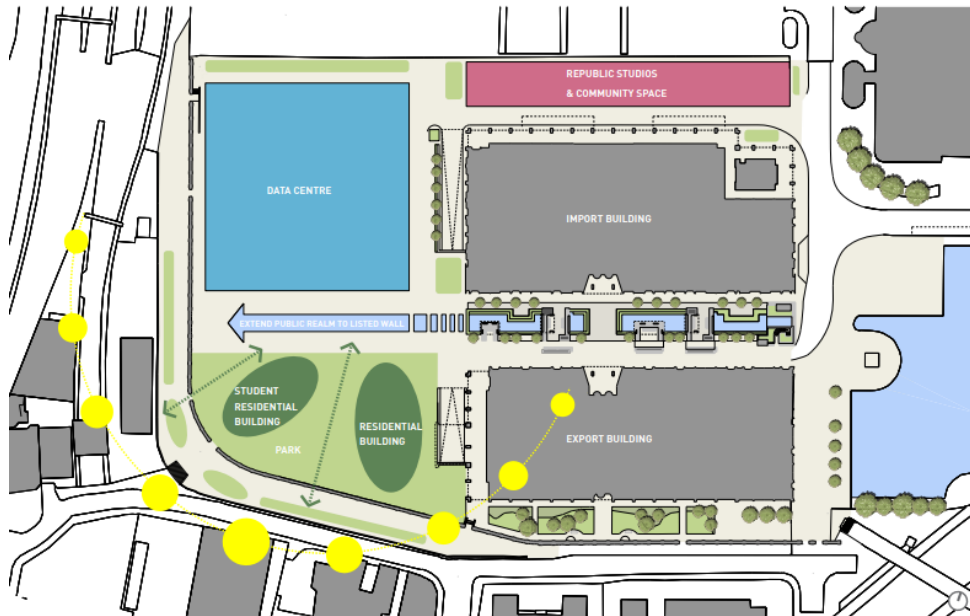 REPUBLIC STUDIOS
& COMMUNITY SPACE
DATA CENTRE
IMPORT BUILDING
EXTEND PUBLIC REALM TO LISTED WALL
STUDENT
RESIDENTIAL
BUILDING
PARK
RESIDENTIAL
BUILDING
EXPORT BUILDING